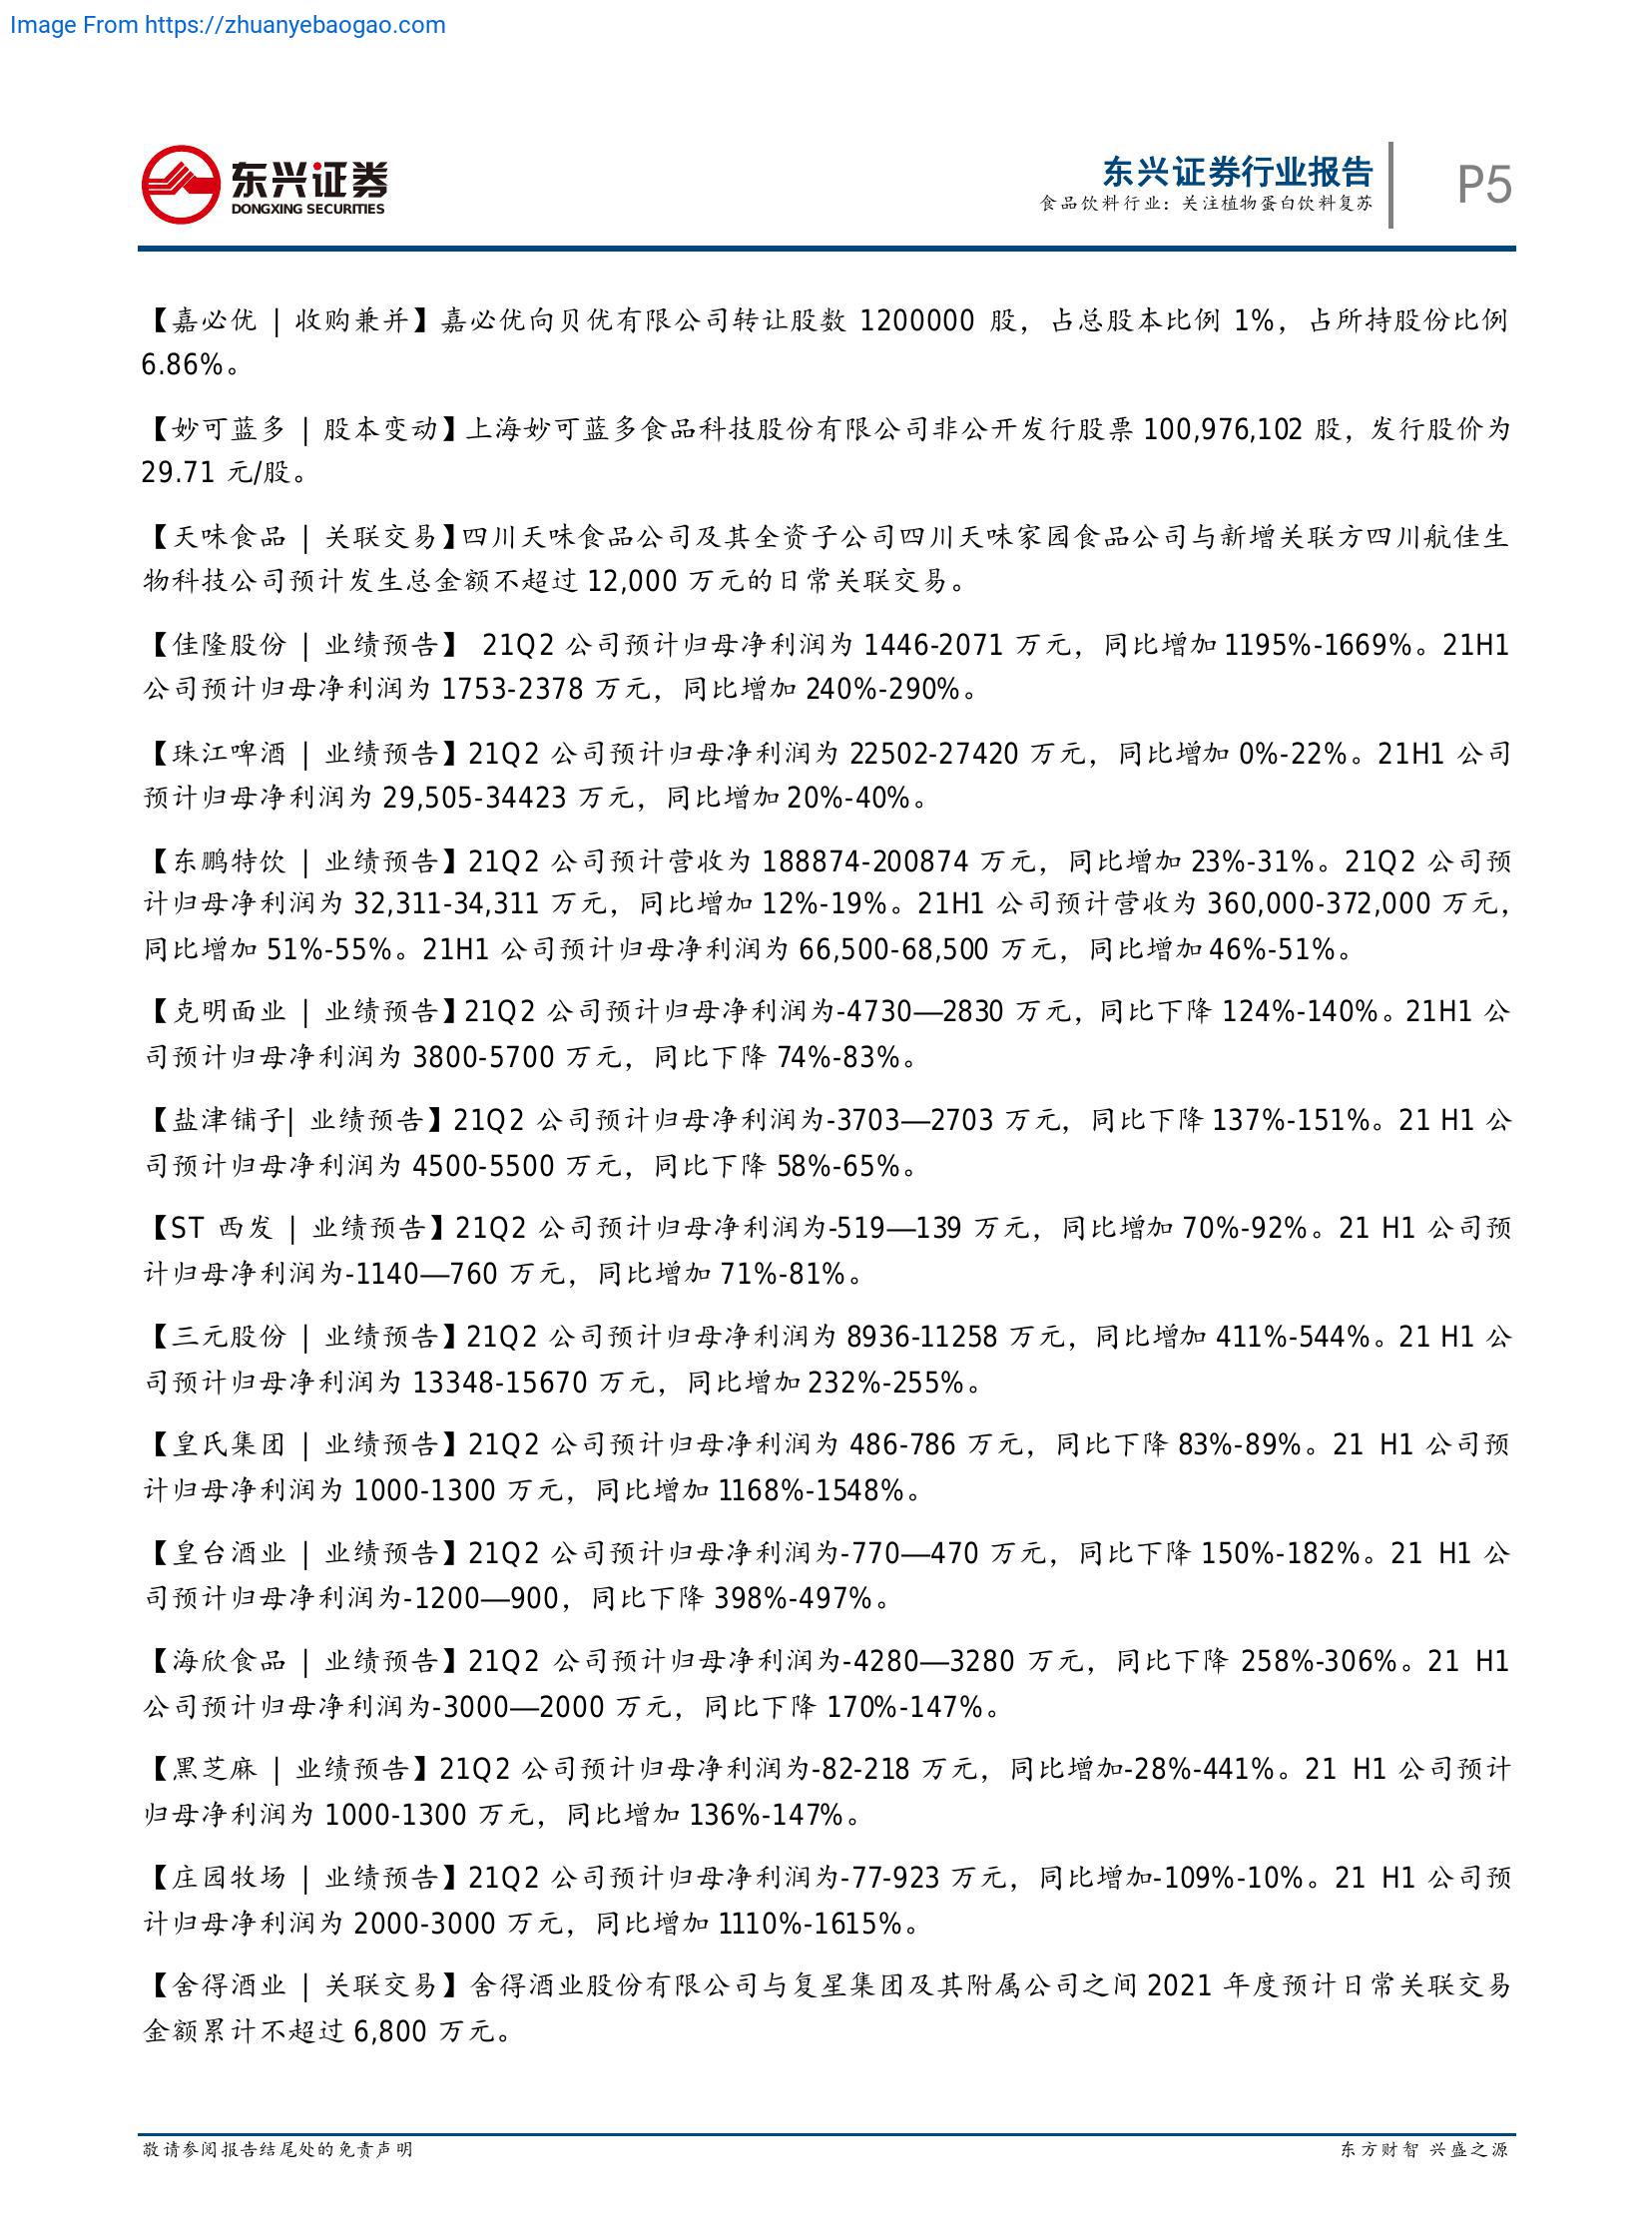 Image From https://zhuanyebaogao.com
东兴证券
DONGXING SECURITIES
东兴证券行业报告
食品饮料行业：关注植物蛋白饮料复苏
P5
【嘉必优 | 收购兼并】嘉必优向贝优有限公司转让股数 1200000 股，占总股本比例 1%，占所持股份比例
6.86%。
【妙可蓝多 | 股本变动】上海妙可蓝多食品科技股份有限公司非公开发行股票 100,976,102 股，发行股价为
29.71 元/股。
【天味食品 | 关联交易】四川天味食品公司及其全资子公司四川天味家园食品公司与新增关联方四川航佳生
物科技公司预计发生总金额不超过 12,000 万元的日常关联交易。
【佳隆股份 | 业绩预告】 21Q2 公司预计归母净利润为 1446-2071 万元，同比增加 1195%-1669%。21H1
公司预计归母净利润为 1753-2378 万元，同比增加 240%-290%。
【珠江啤酒 | 业绩预告】21Q2 公司预计归母净利润为 22502-27420 万元，同比增加 0%-22%。21H1 公司
预计归母净利润为 29,505-34423 万元，同比增加 20%-40%。
【东鹏特饮 | 业绩预告】21Q2 公司预计营收为 188874-200874 万元，同比增加 23%-31%。21Q2 公司预
计归母净利润为 32,311-34,311 万元，同比增加 12%-19%。21H1 公司预计营收为 360,000-372,000 万元，
同比增加 51%-55%。21H1 公司预计归母净利润为 66,500-68,500 万元，同比增加 46%-51%。
【克明面业 | 业绩预告】21Q2 公司预计归母净利润为-4730—2830 万元，同比下降 124%-140%。21H1 公
司预计归母净利润为 3800-5700 万元，同比下降 74%-83%。
【盐津铺子| 业绩预告】21Q2 公司预计归母净利润为-3703—2703 万元，同比下降 137%-151%。21 H1 公
司预计归母净利润为 4500-5500 万元，同比下降 58%-65%。
【ST 西发 | 业绩预告】21Q2 公司预计归母净利润为-519—139 万元，同比增加 70%-92%。21 H1 公司预
计归母净利润为-1140—760 万元，同比增加 71%-81%。
【三元股份 | 业绩预告】21Q2 公司预计归母净利润为 8936-11258 万元，同比增加 411%-544%。21 H1 公
司预计归母净利润为 13348-15670 万元，同比增加 232%-255%。
【皇氏集团 | 业绩预告】21Q2 公司预计归母净利润为 486-786 万元，同比下降 83%-89%。21 H1 公司预
计归母净利润为 1000-1300 万元，同比增加 1168%-1548%。
【皇台酒业 | 业绩预告】21Q2 公司预计归母净利润为-770—470 万元，同比下降 150%-182%。21 H1 公
司预计归母净利润为-1200—900，同比下降 398%-497%。
【海欣食品 | 业绩预告】21Q2 公司预计归母净利润为-4280—3280 万元，同比下降 258%-306%。21 H1
公司预计归母净利润为-3000—2000 万元，同比下降 170%-147%。
【黑芝麻 | 业绩预告】21Q2 公司预计归母净利润为-82-218 万元，同比增加-28%-441%。21 H1 公司预计
归母净利润为 1000-1300 万元，同比增加 136%-147%。
【庄园牧场 | 业绩预告】21Q2 公司预计归母净利润为-77-923 万元，同比增加-109%-10%。21 H1 公司预
计归母净利润为 2000-3000 万元，同比增加 1110%-1615%。
【舍得酒业 | 关联交易】舍得酒业股份有限公司与复星集团及其附属公司之间 2021 年度预计日常关联交易
金额累计不超过 6,800 万元。
敬请参阅报告结尾处的免责声明
东方财智 兴盛之源